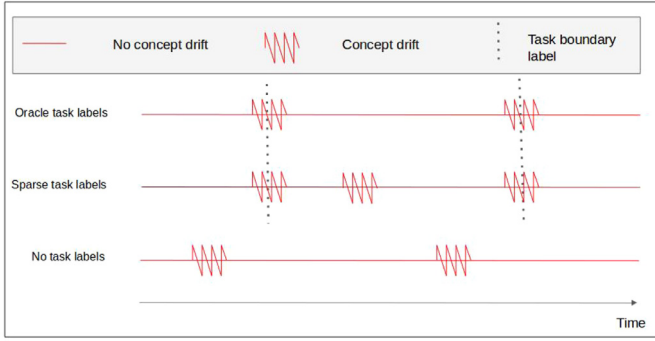 No concept drift
Concept drift
Task boundary
label
Oracle task labels
Sparse task labels
No task labels
Time